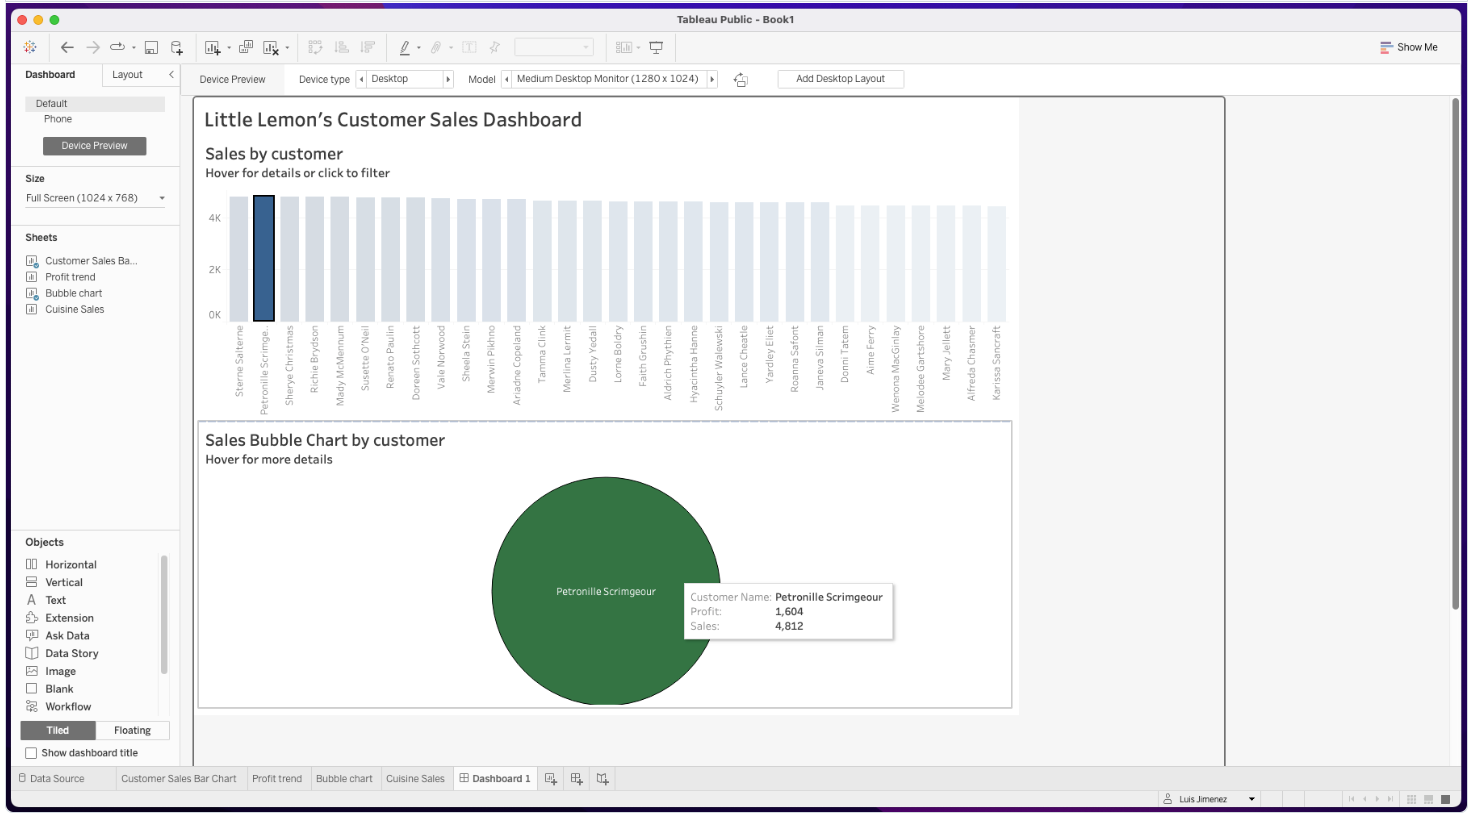 Tableau Public - Book1
Show Me
Dashboard
Layout
Device Preview
Device type
Desktop
Model
Medium Desktop Monitor (1280 x 1024)
Add Desktop Layout
Default
Phone
Device Preview
Size
Full Screen (1024 x 768)
Sheets
Customer Sales Ba...
Profit trend
Bubble chart
Cuisine Sales
Objects
Horizontal
Vertical
Text
Extension
Ask Data
Data Story
Image
Blank
Workflow
Tiled
Floating
Show dashboard title
Little Lemon's Customer Sales Dashboard
Sales by customer
Hover for details or click to filter
4K
2K
0K
Sterne Salterne
Petronille Scrimge..
Sherye Christmas
Richie Brydson
Mady McMennum
Susette O'Neil
Renato Paulin
Doreen Sothcott
Vale Norwood
Sheela Stein
Merwin Pikhno
Ariadne Copeland
Tamma Clink
Merlina Lermit
Dusty Yedall
Lorne Boldry
Faith Grushin
Aldrich Phythien
Hyacintha Hanne
Schuyler Walewski
Lance Cheatle
Yardley Eliet
Roanna Safont
Janeva Silman
Donni Tatem
Aime Ferry
Wenona MacGinlay
Melodee Gartshore
Mary Jellett
Alfreda Chasmer
Karissa Sancraft
Sales Bubble Chart by customer
Hover for more details
Petronille Scrimgeour
Customer Name: Petronille Scrimgeour
Profit: 1,604
Sales: 4,812
Data Source
Customer Sales Bar Chart
Profit trend
Bubble chart
Cuisine Sales
Dashboard 1
Luis Jimenez